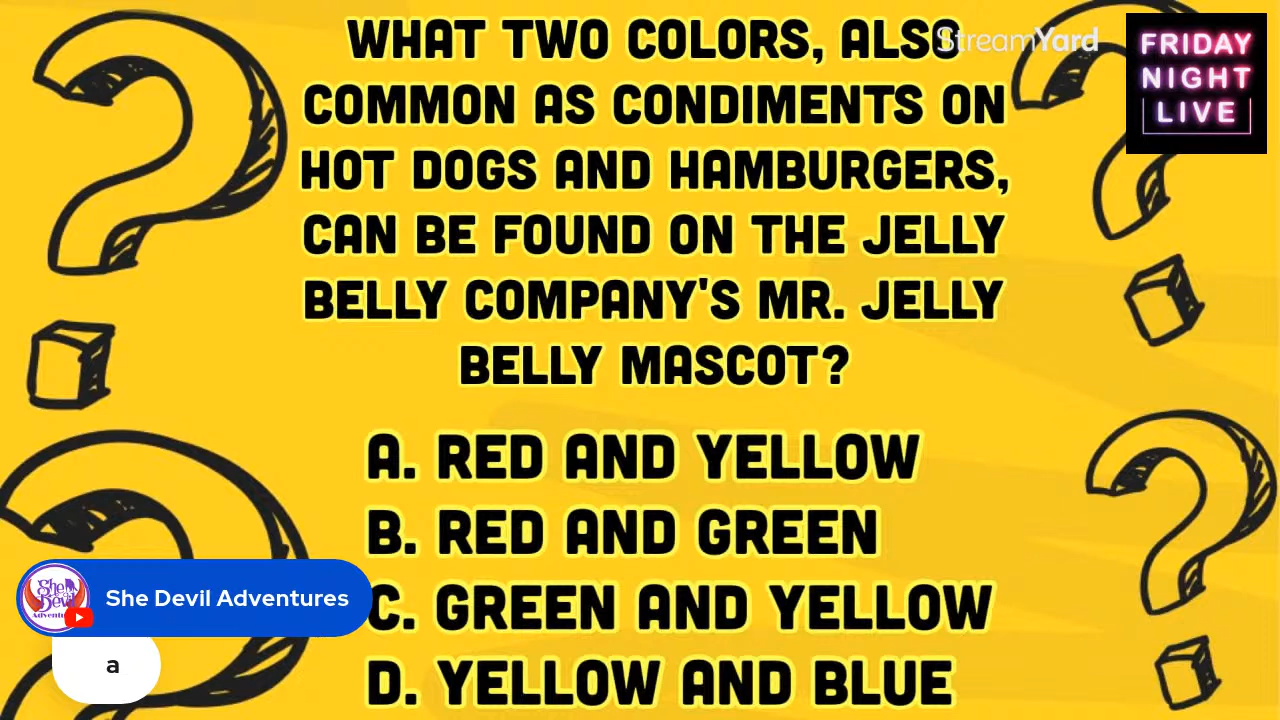 WHAT TWO COLORS, ALSO
COMMON AS CONDIMENTS ON
HOT DOGS AND HAMBURGERS,
CAN BE FOUND ON THE JELLY
BELLY COMPANY'S MR. JELLY
BELLY MASCOT?
StreamYard
FRIDAY
NIGHT
LIVE
A. RED AND YELLOW
B. RED AND GREEN
C. GREEN AND YELLOW
D. YELLOW AND BLUE
She Devil Adventures
a